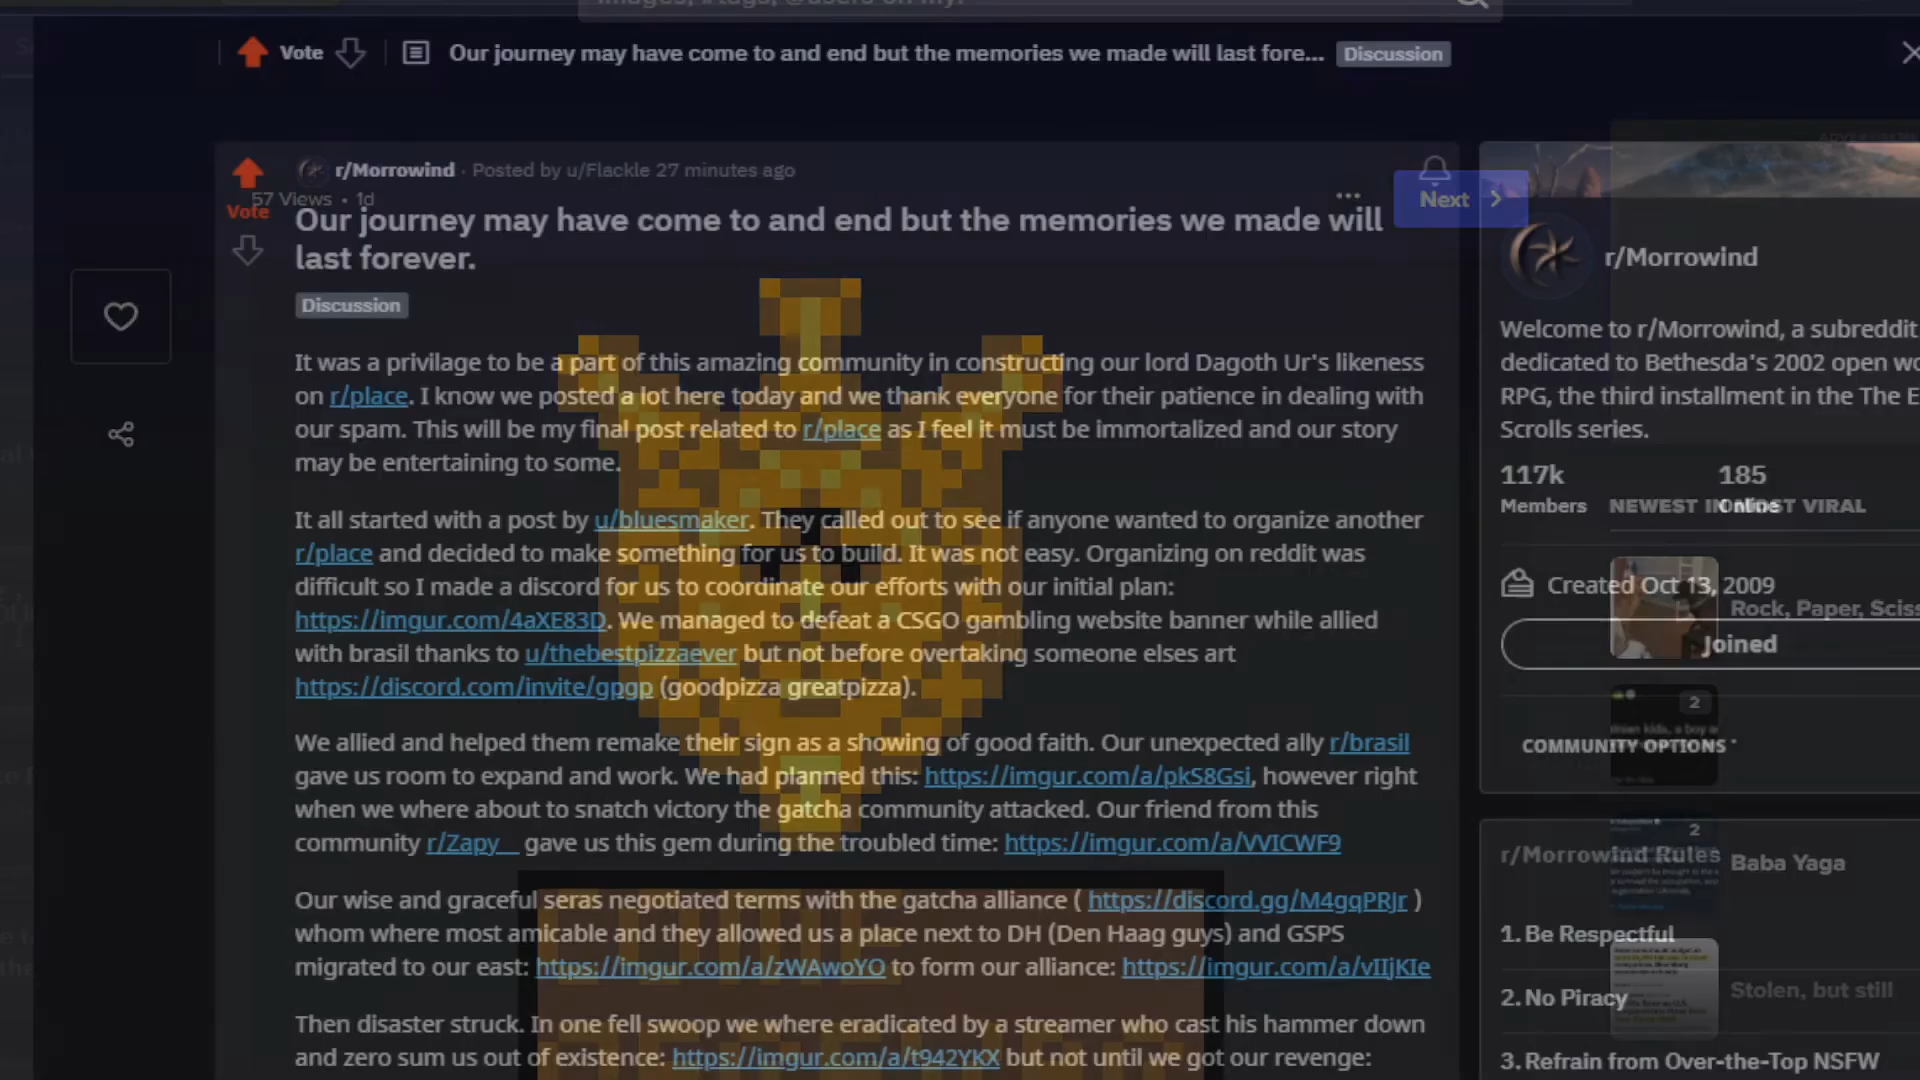 Vote
Our journey may have come to and end but the memories we made will last fore...
Discussion
r/Morrowind · Posted by u/Flackle 27 minutes ago
57 Views • 1d
Vote
Next
Our journey may have come to and end but the memories we made will
last forever.
Discussion
It was a privilage to be a part of this amazing community in constructing our lord Dagoth Ur's likeness
on r/place. I know we posted a lot here today and we thank everyone for their patience in dealing with
our spam. This will be my final post related to r/place as I feel it must be immortalized and our story
may be entertaining to some.
It all started with a post by u/bluesmaker. They called out to see if anyone wanted to organize another
r/place and decided to make something for us to build. It was not easy. Organizing on reddit was
difficult so I made a discord for us to coordinate our efforts with our initial plan:
https://imgur.com/4aXE83D. We managed to defeat a CSGO gambling website banner while allied
with brasil thanks to u/thebestpizzaever but not before overtaking someone elses art
https://discord.com/invite/gpgp (goodpizza greatpizza).
We allied and helped them remake their sign as a showing of good faith. Our unexpected ally r/brasil
gave us room to expand and work. We had planned this: https://imgur.com/a/pkS8Gsi, however right
when we where about to snatch victory the gatcha community attacked. Our friend from this
community r/Zapy__ gave us this gem during the troubled time: https://imgur.com/a/VVICWF9
Our wise and graceful seras negotiated terms with the gatcha alliance ( https://discord.gg/M4gqPRJr )
whom where most amicable and they allowed us a place next to DH (Den Haag guys) and GSPS
migrated to our east: https://imgur.com/a/zWAwoYO to form our alliance: https://imgur.com/a/vIIjKIe
Then disaster struck. In one fell swoop we where eradicated by a streamer who cast his hammer down
and zero sum us out of existence: https://imgur.com/a/t942YKX but not until we got our revenge:
r/Morrowind
Welcome to r/Morrowind, a subreddit
dedicated to Bethesda's 2002 open wo
RPG, the third installment in the The E
Scrolls series.
117k
185
Members
Online
NEWEST IN MOST VIRAL
Created Oct 13, 2009
Rock, Paper, Sciss
Joined
2
COMMUNITY OPTIONS
2
r/Morrowind Rules
Baba Yaga
1. Be Respectful
2. No Piracy
Stolen, but still
3. Refrain from Over-the-Top NSFW